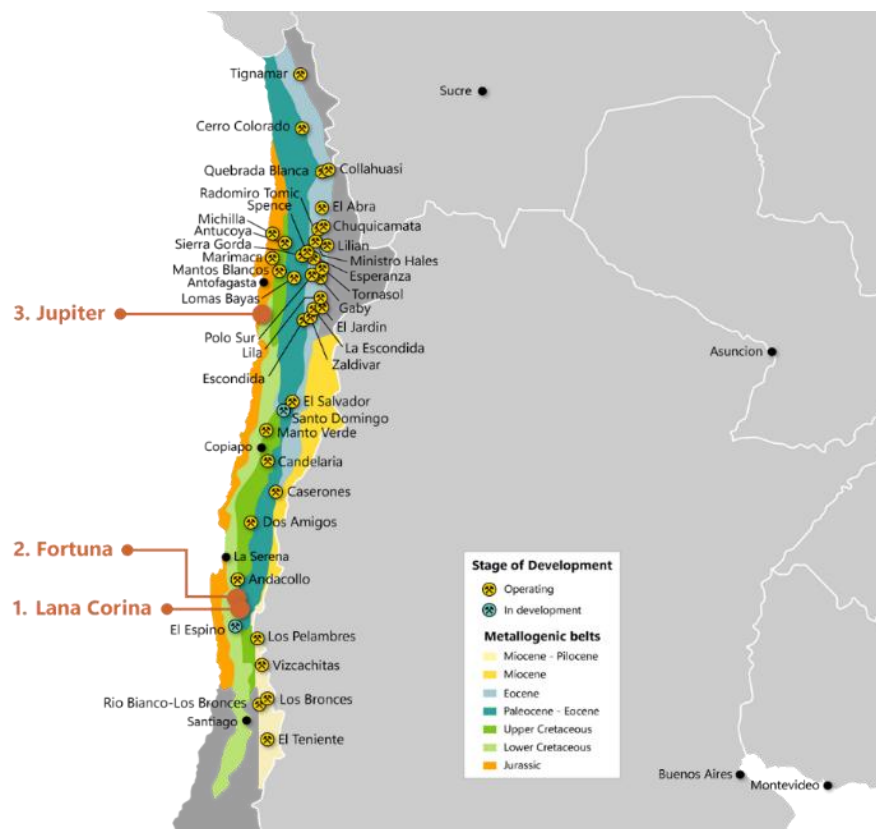 Tignamar
Sucre
Cerro Colorado
Quebrada Blanca
Collahuasi
Radomiro Tomic
Spence
El Abra
Michilla
Chuquicamata
Antucoya
Lilian
Sierra Gorda
Ministro Hales
Marimaca
Esperanza
Mantos Blancos
Antofagasta
Tornasol
Lomas Bayas
Gaby
3. Jupiter
El Jardin
Polo Sur
La Escondida
Lila
Zaldivar
Asuncion
Escondida
El Salvador
Santo Domingo
Manto Verde
Copiapo
Candelaria
Caserones
Dos Amigos
2. Fortuna
La Serena
Andacollo
1. Lana Corina
El Espino
Los Pelambres
Vizcachitas
Rio Bianco-Los Bronces
Los Bronces
Santiago
El Teniente
Buenos Aires
Montevideo
Stage of Development
Operating
In development
Metallogenic belts
Miocene - Pilocene
Miocene
Eocene
Paleocene - Eocene
Upper Cretaceous
Lower Cretaceous
Jurassic